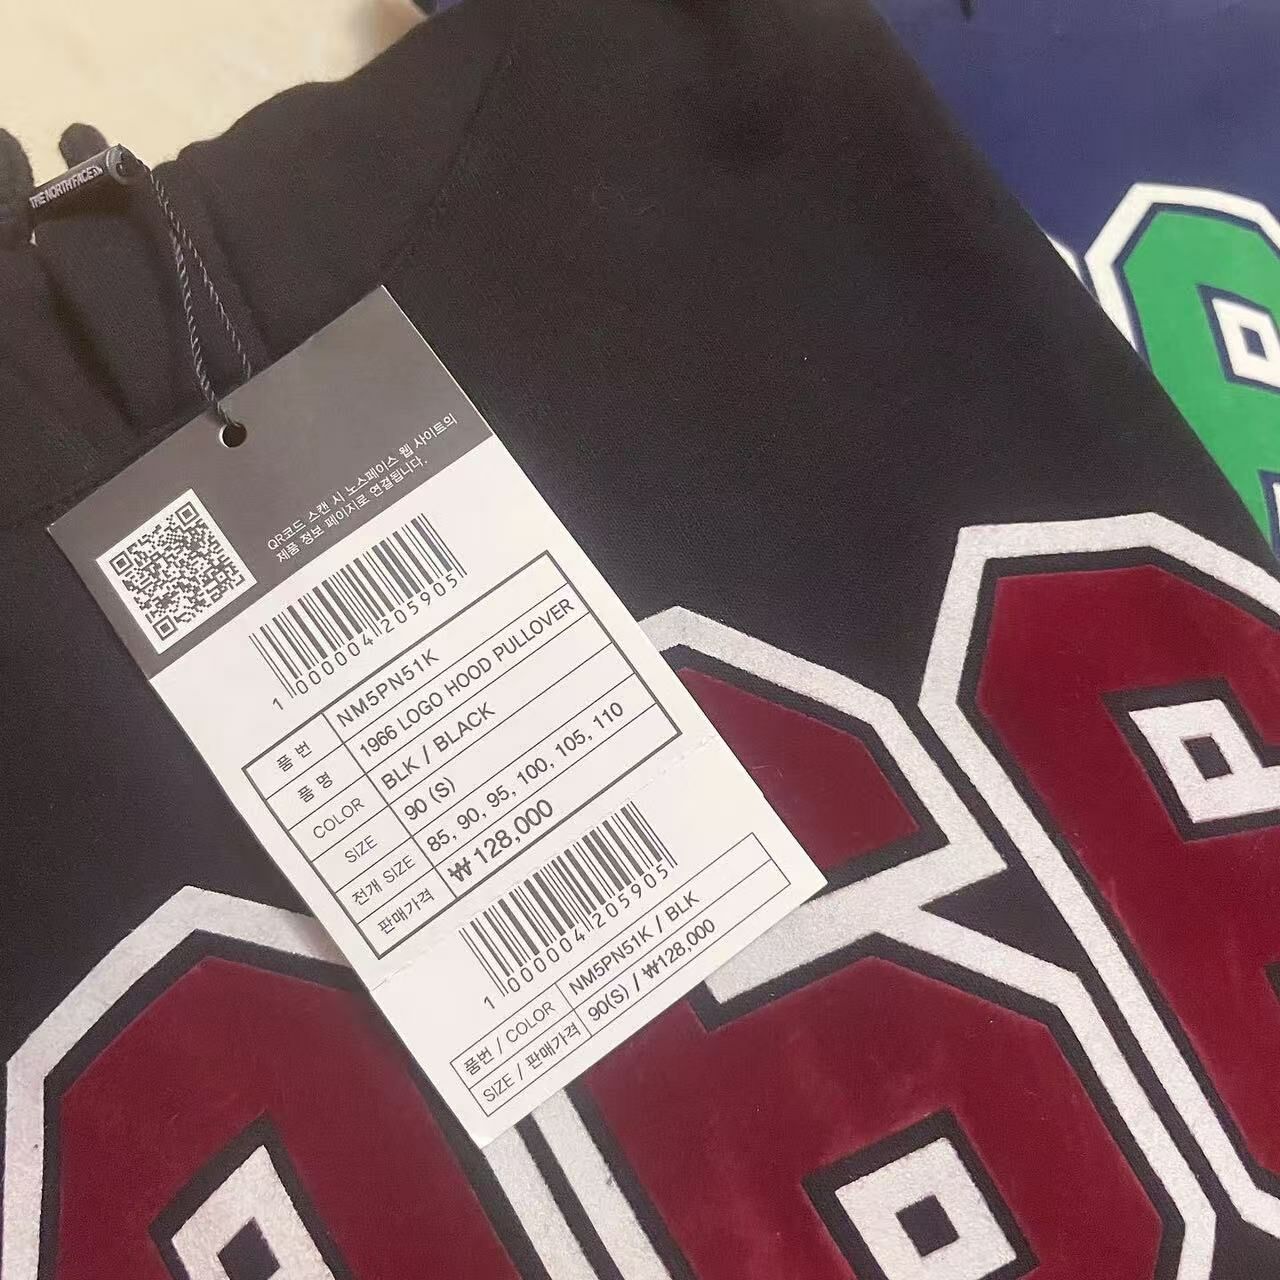 THE NORTH FACE
QR코드 스캔 시 노스페이스 웹 사이트의
제품 정보 페이지로 연결됩니다.
1000004205905
품 번 NM5PN51K
품 명 1966 LOGO HOOD PULLOVER
COLOR BLK / BLACK
SIZE 90 (S)
전개 SIZE 85, 90, 95, 100, 105, 110
판매가격 ₩ 128,000
1000004205905
품번 / COLOR NM5PN51K / BLK
SIZE / 판매가격 90(S) / ₩128,000